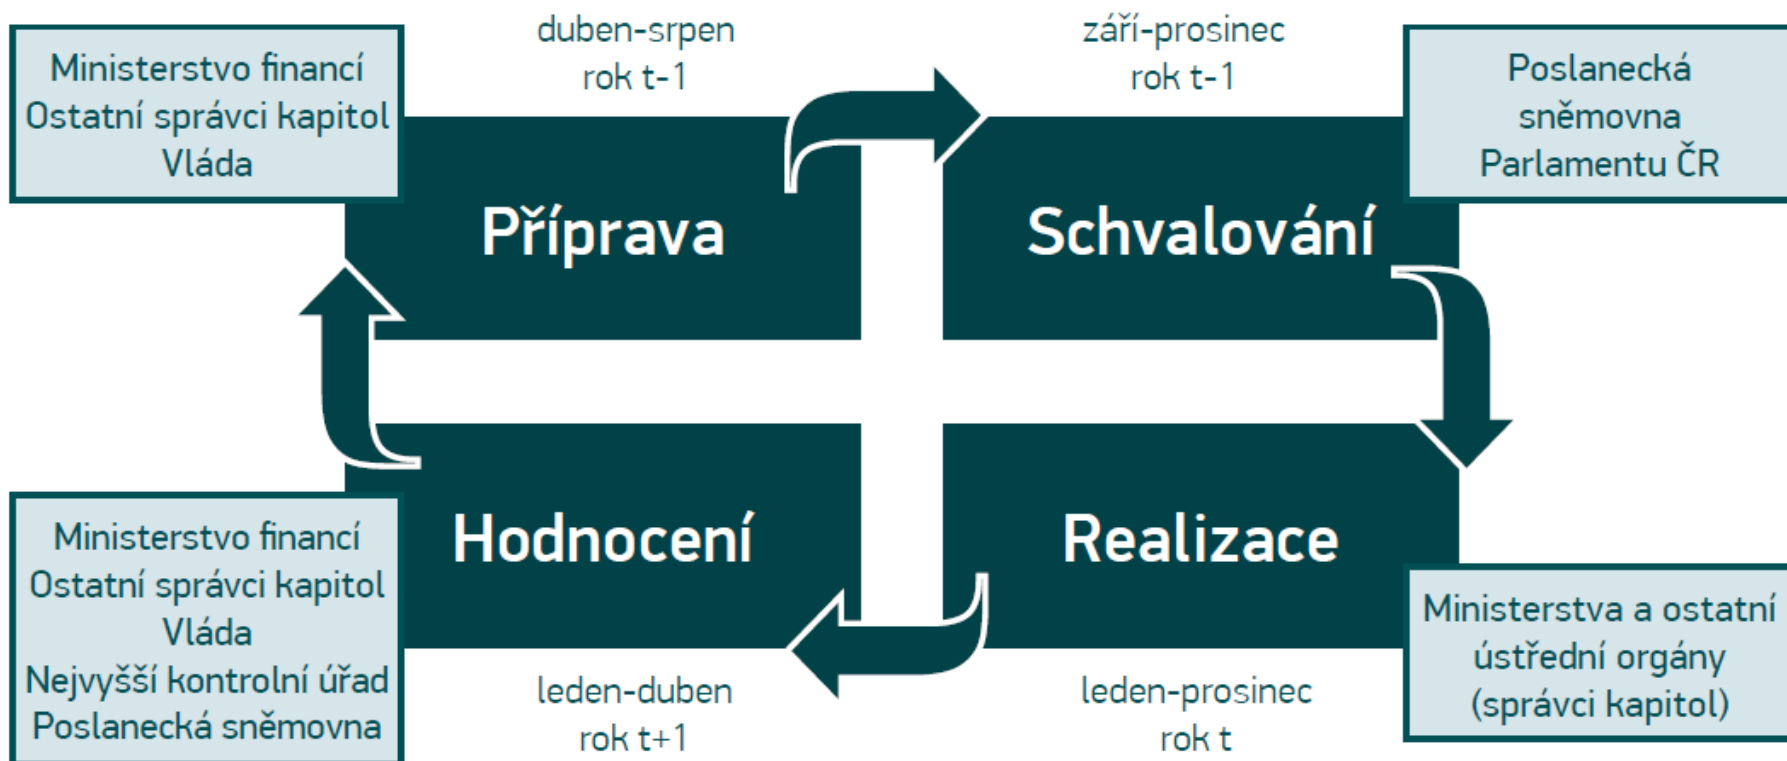 duben-srpen
rok t-1
září-prosinec
rok t-1
Ministerstvo financí
Ostatní správci kapitol
Vláda
Poslanecká
sněmovna
Parlamentu ČR
Příprava
Schvalování
Hodnocení
Realizace
Ministerstvo financí
Ostatní správci kapitol
Vláda
Nejvyšší kontrolní úřad
Poslanecká sněmovna
Ministerstva a ostatní
ústřední orgány
(správci kapitol)
leden-duben
rok t+1
leden-prosinec
rok t